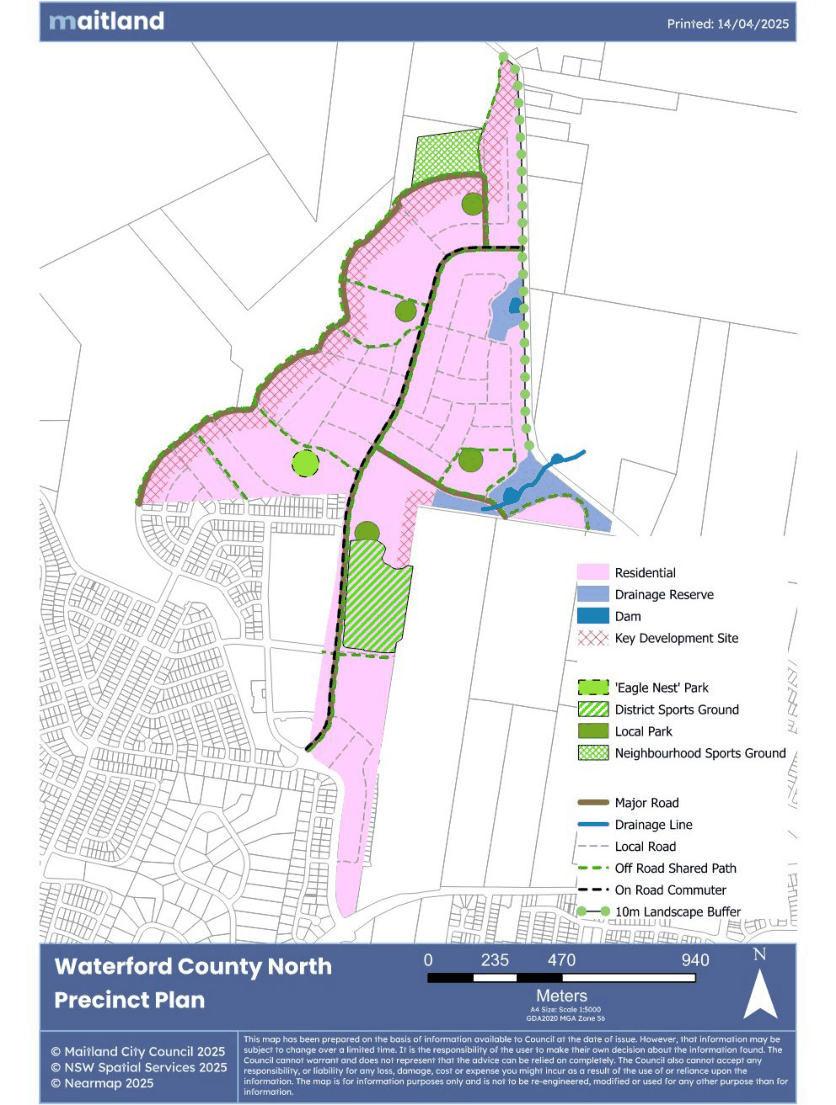 maitland
Printed: 14/04/2025
Residential
Drainage Reserve
Dam
Key Development Site
'Eagle Nest' Park
District Sports Ground
Local Park
Neighbourhood Sports Ground
Major Road
Drainage Line
Local Road
Off Road Shared Path
On Road Commuter
10m Landscape Buffer
Waterford County North
Precinct Plan
0 235 470 940
Meters
A4 Size: Scale 1:5000
GDA2020 MGA Zone 56
N
© Maitland City Council 2025
© NSW Spatial Services 2025
© Nearmap 2025
This map has been prepared on the basis of information available to Council at the date of issue. However, that information may be
subject to change over a limited time. It is the responsibility of the user to make their own decision about the information found. The
Council cannot warrant and does not represent that the advice can be relied on completely. The Council also cannot accept any
responsibility, or liability for any loss, damage, cost or expense you might incur as a result of the use of or reliance upon the
information. The map is for information purposes only and is not to be re-engineered, modified or used for any other purpose than for
information.